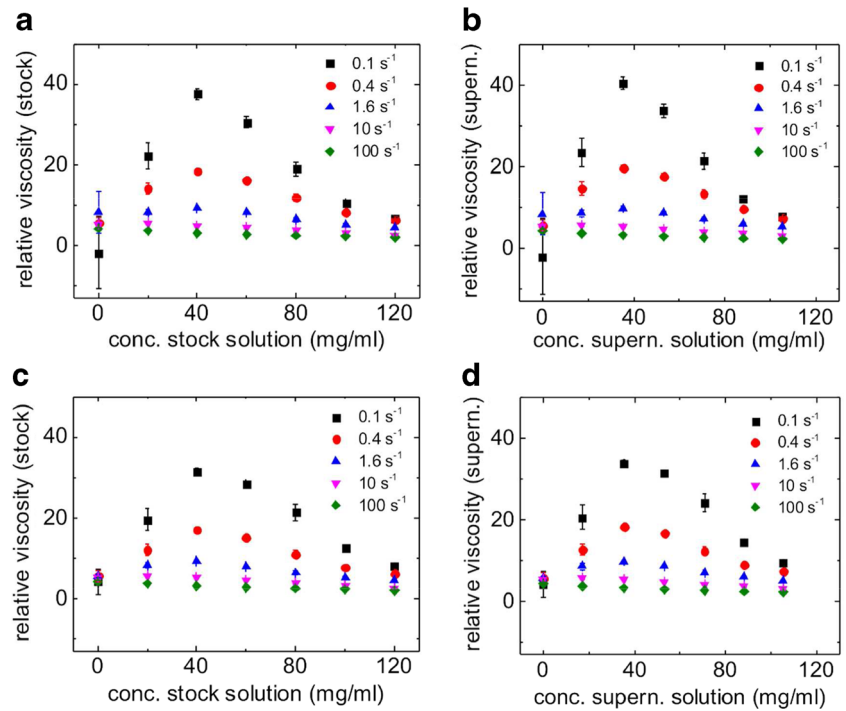 a
relative viscosity (stock)
40
20
0
0.1 s⁻¹
0.4 s⁻¹
1.6 s⁻¹
10 s⁻¹
100 s⁻¹
0 40 80 120
conc. stock solution (mg/ml)
b
relative viscosity (supern.)
40
20
0
0.1 s⁻¹
0.4 s⁻¹
1.6 s⁻¹
10 s⁻¹
100 s⁻¹
0 40 80 120
conc. supern. solution (mg/ml)
c
relative viscosity (stock)
40
20
0
0.1 s⁻¹
0.4 s⁻¹
1.6 s⁻¹
10 s⁻¹
100 s⁻¹
0 40 80 120
conc. stock solution (mg/ml)
d
relative viscosity (supern.)
40
20
0
0.1 s⁻¹
0.4 s⁻¹
1.6 s⁻¹
10 s⁻¹
100 s⁻¹
0 40 80 120
conc. supern. solution (mg/ml)